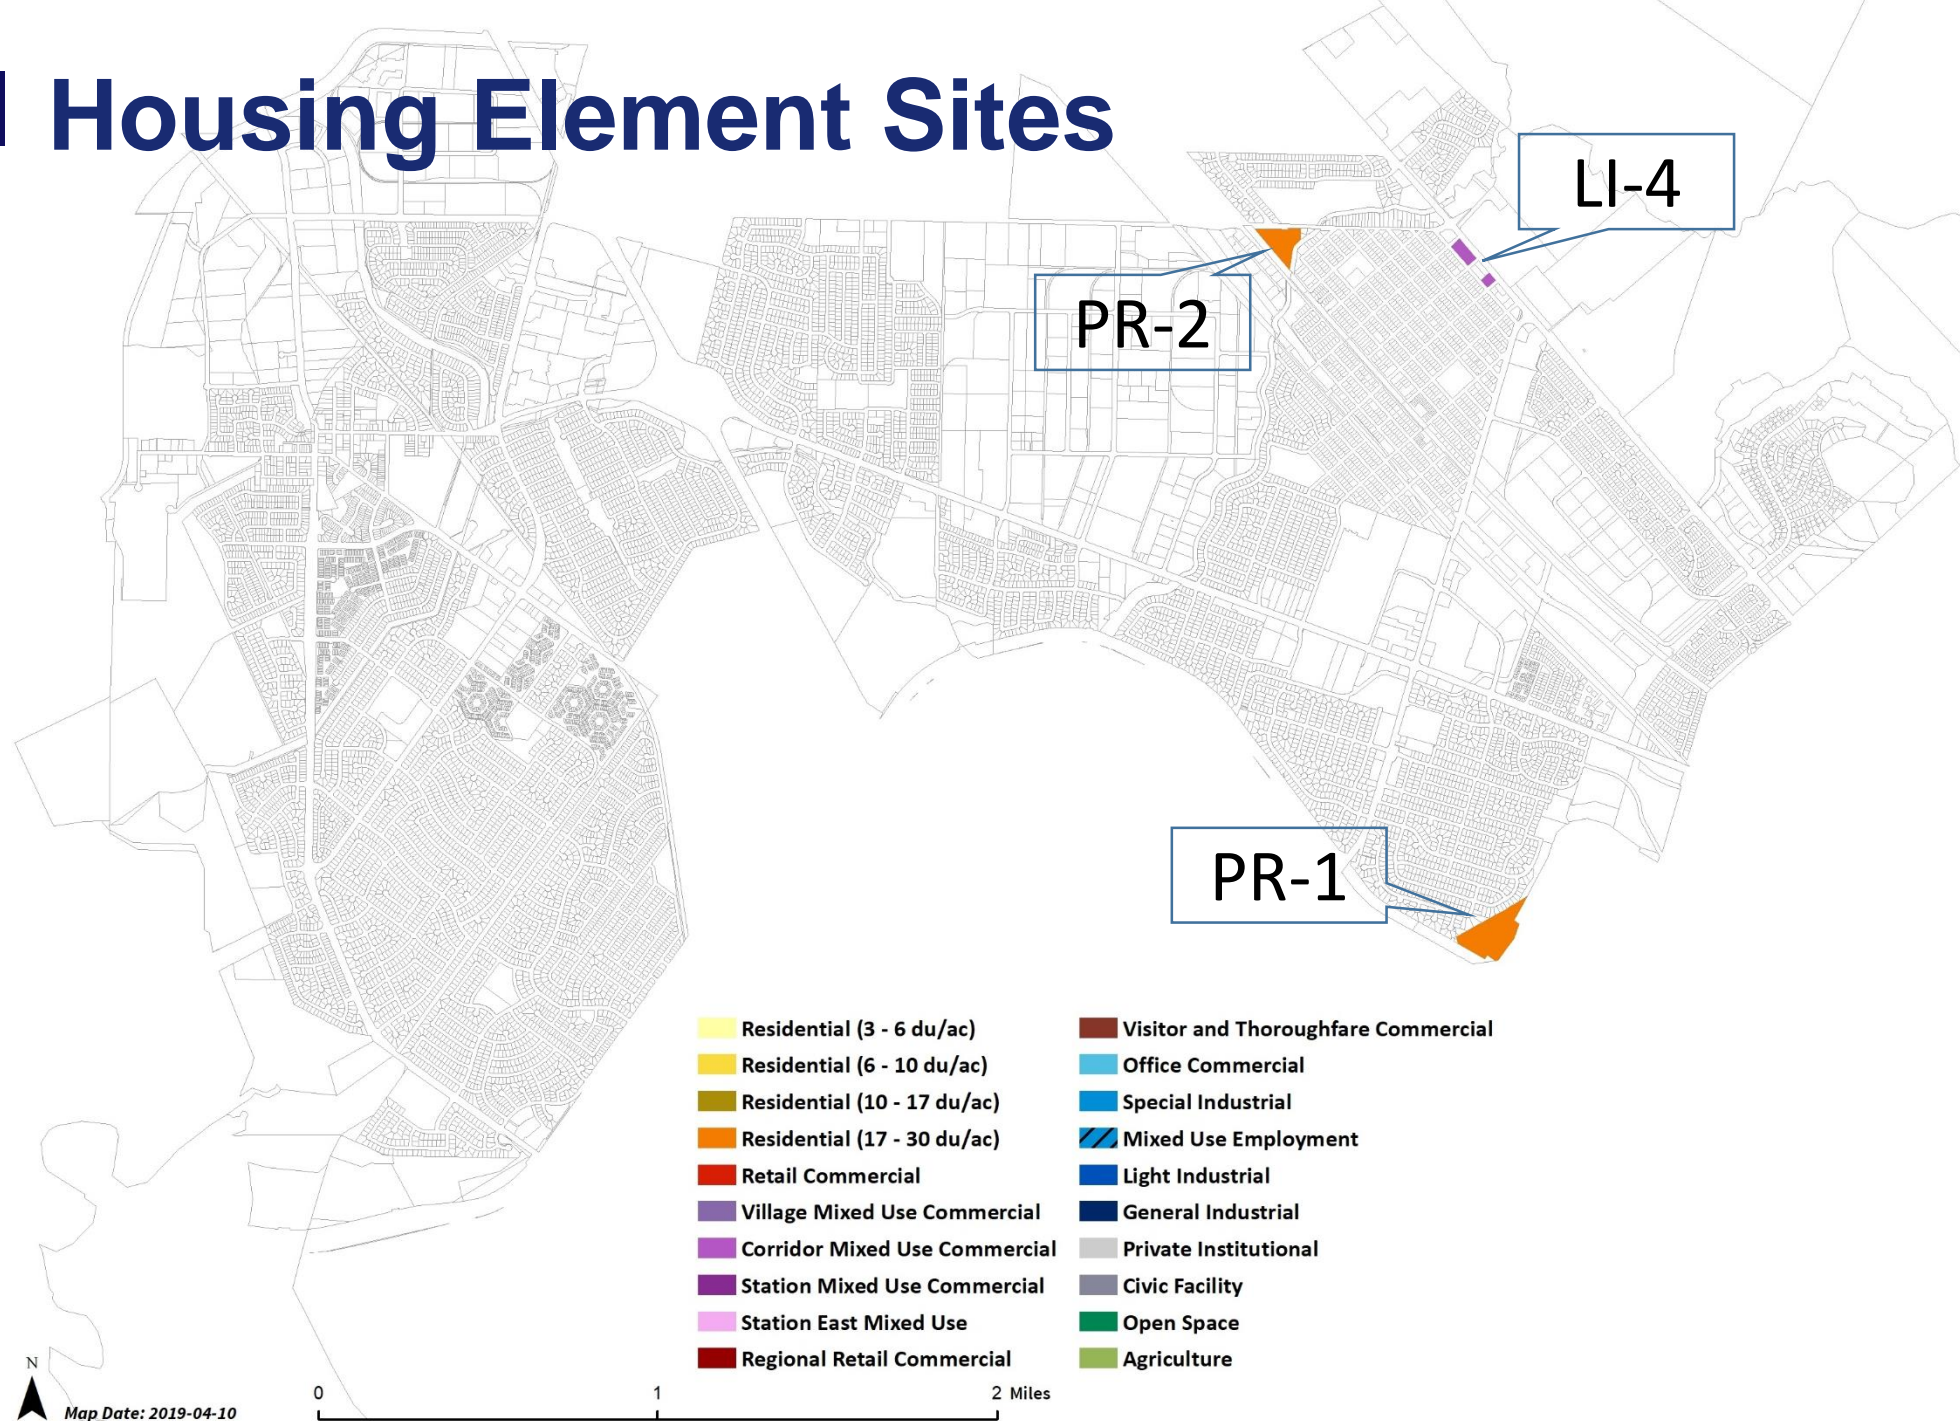 Housing Element Sites
LI-4
PR-2
PR-1
Residential (3 - 6 du/ac)
Residential (6 - 10 du/ac)
Residential (10 - 17 du/ac)
Residential (17 - 30 du/ac)
Retail Commercial
Village Mixed Use Commercial
Corridor Mixed Use Commercial
Station Mixed Use Commercial
Station East Mixed Use
Regional Retail Commercial
Visitor and Thoroughfare Commercial
Office Commercial
Special Industrial
Mixed Use Employment
Light Industrial
General Industrial
Private Institutional
Civic Facility
Open Space
Agriculture
N
Map Date: 2019-04-10
0 1 2 Miles